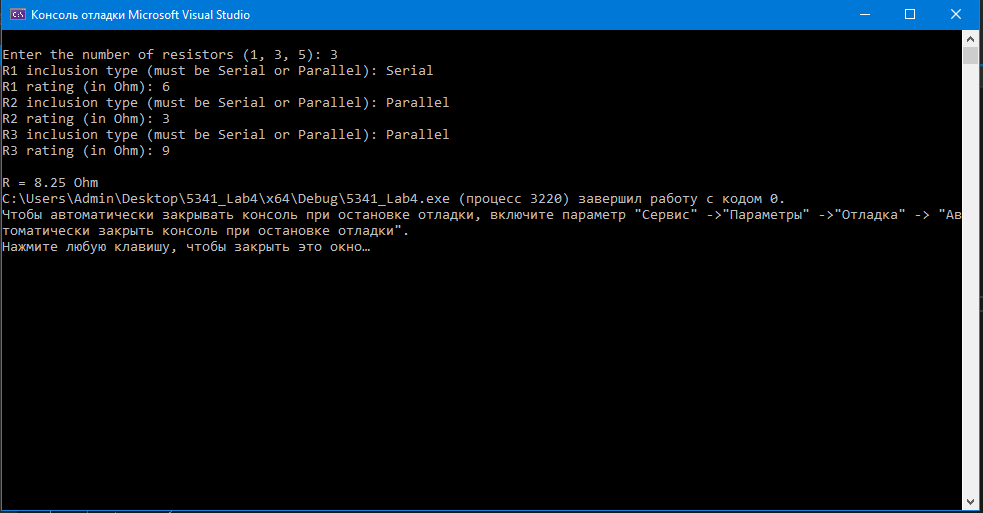 Консоль отладки Microsoft Visual Studio
Enter the number of resistors (1, 3, 5): 3
R1 inclusion type (must be Serial or Parallel): Serial
R1 rating (in Ohm): 6
R2 inclusion type (must be Serial or Parallel): Parallel
R2 rating (in Ohm): 3
R3 inclusion type (must be Serial or Parallel): Parallel
R3 rating (in Ohm): 9
R = 8.25 Ohm
C:\Users\Admin\Desktop\5341_Lab4\x64\Debug\5341_Lab4.exe (процесс 3220) завершил работу с кодом 0.
Чтобы автоматически закрывать консоль при остановке отладки, включите параметр "Сервис" ->"Параметры" ->"Отладка" -> "Ав
томатически закрыть консоль при остановке отладки".
Нажмите любую клавишу, чтобы закрыть это окно…